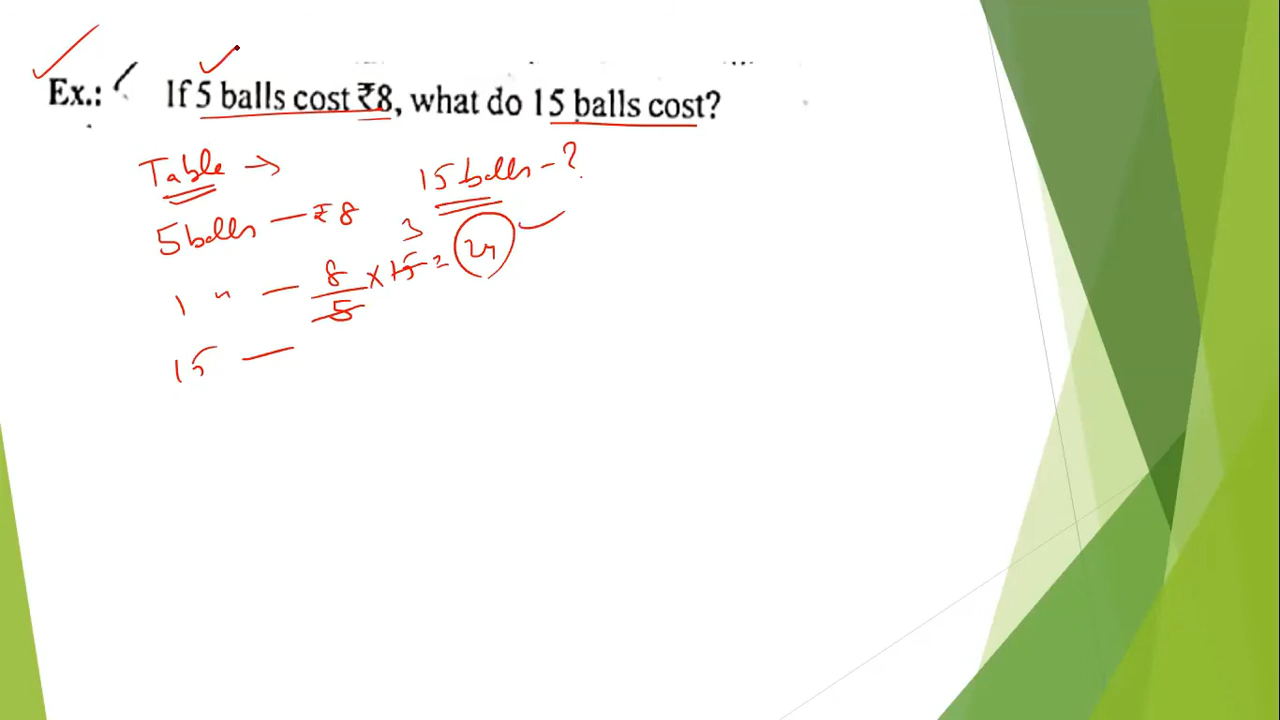 Ex.: If 5 balls cost ₹8, what do 15 balls cost?
Table →
15 balls - ?
5 balls — ₹8
1 " — 8/5 × 15 = 24
3
15 —